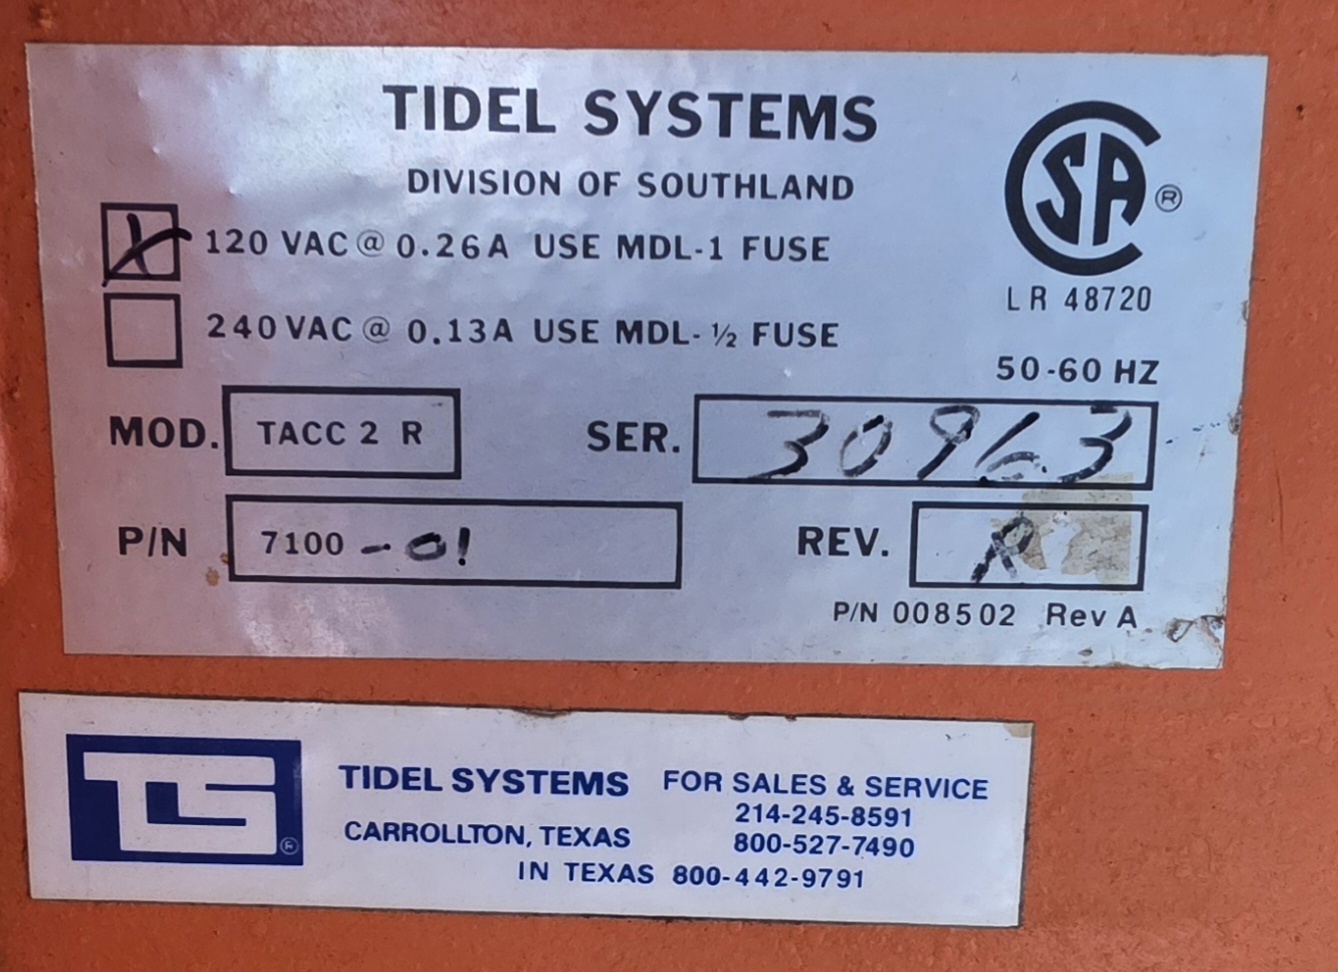 TIDEL SYSTEMS
DIVISION OF SOUTHLAND
SA ®
LR 48720
X 120 VAC @ 0.26A USE MDL-1 FUSE
240 VAC @ 0.13A USE MDL-½ FUSE
50-60 HZ
MOD. TACC 2 R SER. 30963
P/N 7100 - 01 REV. R
P/N 008502 Rev A
TS ®
TIDEL SYSTEMS FOR SALES & SERVICE
214-245-8591
CARROLLTON, TEXAS 800-527-7490
IN TEXAS 800-442-9791